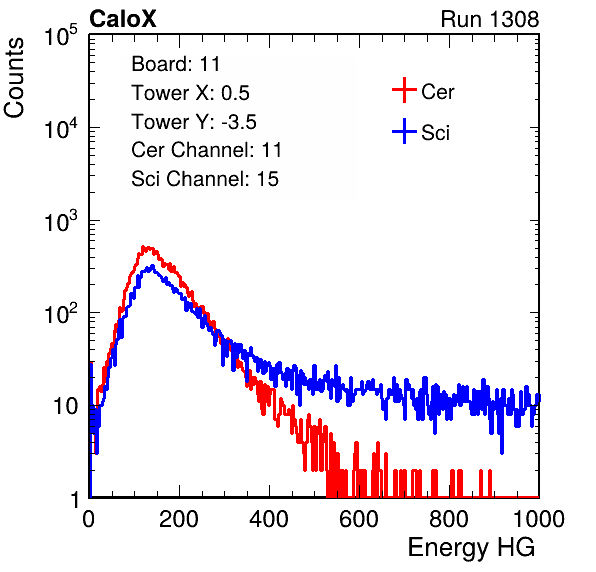 CaloX Run 1308
Counts
10^5
10^4
10^3
10^2
10
1
Board: 11
Tower X: 0.5
Tower Y: -3.5
Cer Channel: 11
Sci Channel: 15
Cer
Sci
0 200 400 600 800 1000
Energy HG